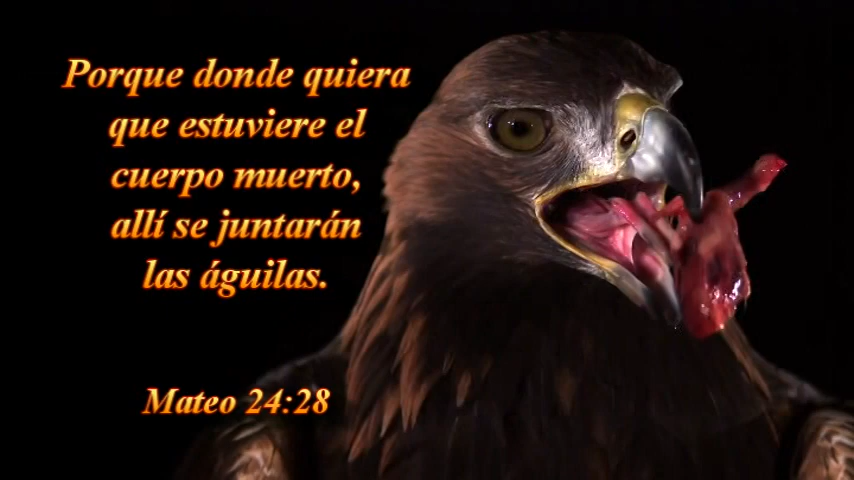 Porque donde quiera
que estuviere el
cuerpo muerto,
allí se juntarán
las águilas.
Mateo 24:28